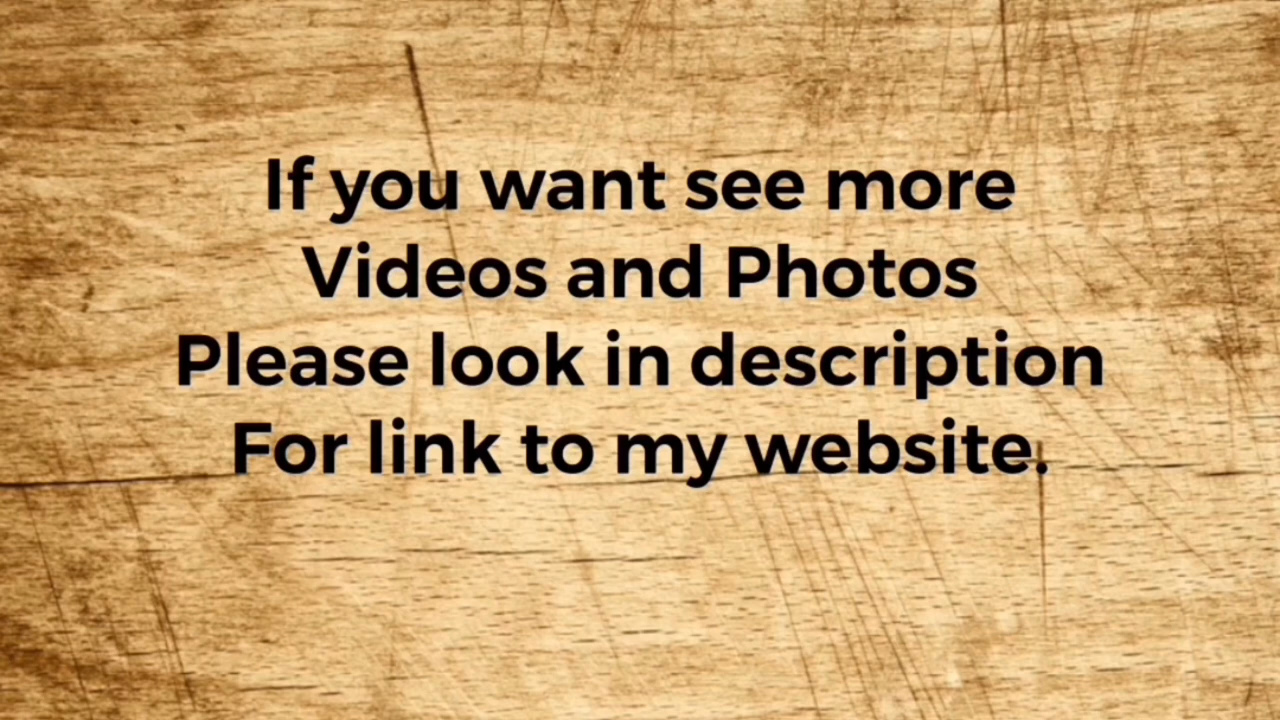 If you want see more
Videos and Photos
Please look in description
For link to my website.